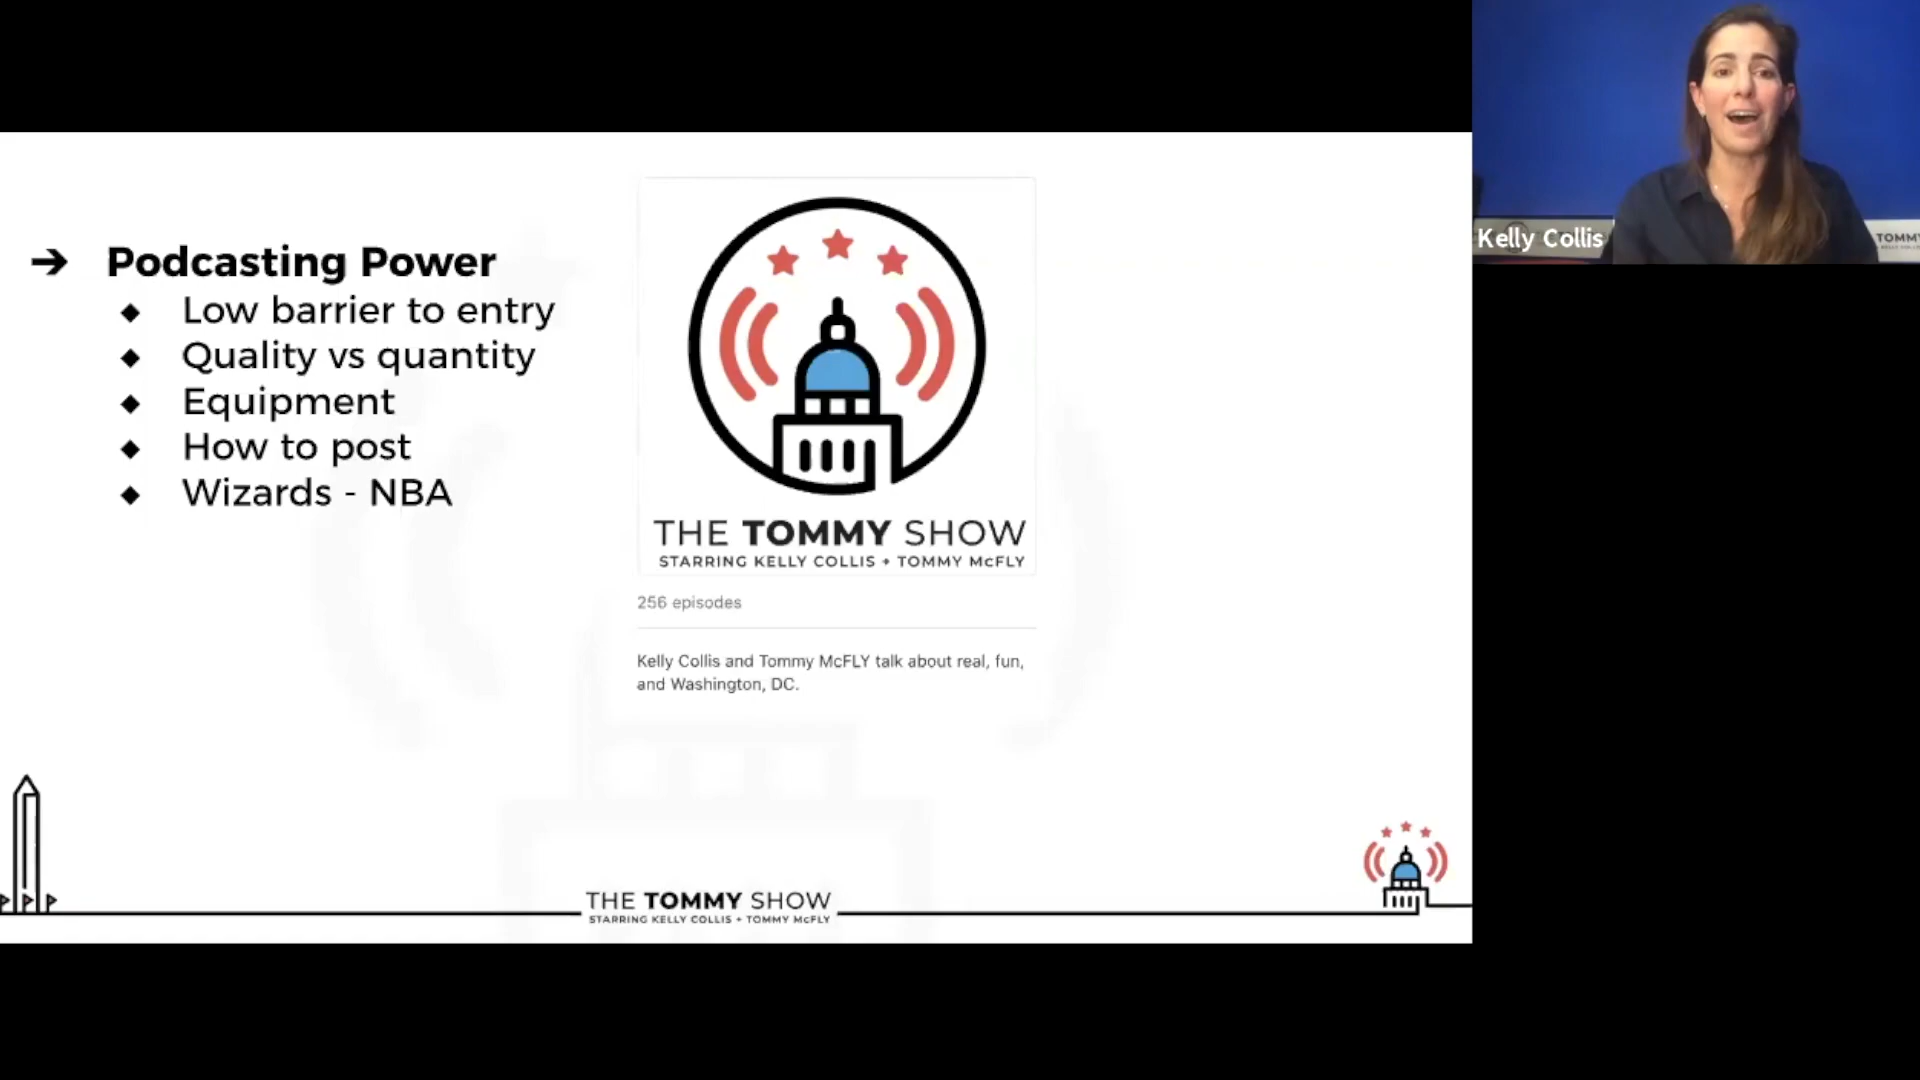 ➔ Podcasting Power
◆ Low barrier to entry
◆ Quality vs quantity
◆ Equipment
◆ How to post
◆ Wizards - NBA
THE TOMMY SHOW
STARRING KELLY COLLIS + TOMMY McFLY
256 episodes
Kelly Collis and Tommy McFLY talk about real, fun,
and Washington, DC.
THE TOMMY SHOW
STARRING KELLY COLLIS + TOMMY McFLY
Kelly Collis
TOMMY